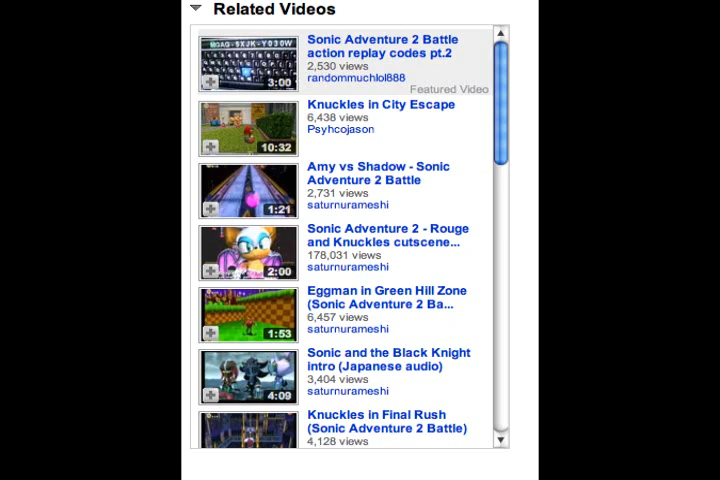 Related Videos
MGAQ-9XJK-Y030W
3:00
Sonic Adventure 2 Battle
action replay codes pt.2
2,530 views
randommuchlol888
Featured Video
10:32
Knuckles in City Escape
6,438 views
Psyhcojason
1:21
Amy vs Shadow - Sonic
Adventure 2 Battle
2,731 views
saturnurameshi
2:00
Sonic Adventure 2 - Rouge
and Knuckles cutscene...
178,031 views
saturnurameshi
1:53
Eggman in Green Hill Zone
(Sonic Adventure 2 Ba...
6,457 views
saturnurameshi
4:09
Sonic and the Black Knight
intro (Japanese audio)
3,404 views
saturnurameshi
Knuckles in Final Rush
(Sonic Adventure 2 Battle)
4,128 views